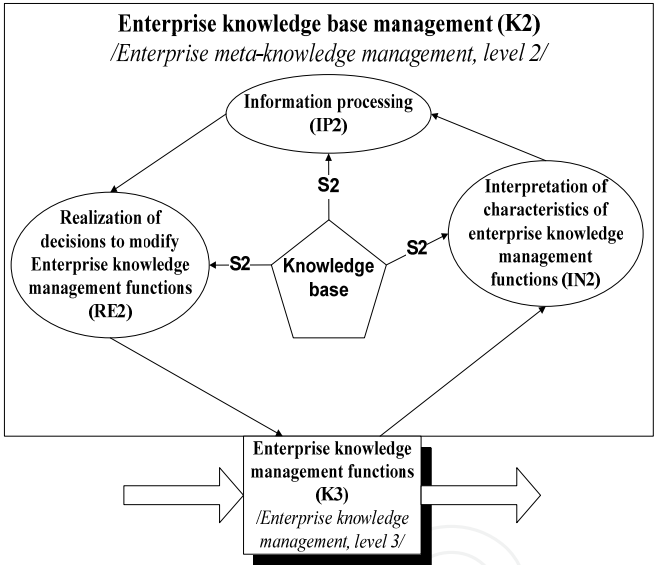 Enterprise knowledge base management (K2)
/Enterprise meta-knowledge management, level 2/
Information processing
(IP2)
S2
Interpretation of
characteristics of
enterprise knowledge
management
functions (IN2)
S2
Realization of
decisions to modify
Enterprise knowledge
management functions
(RE2)
S2
Knowledge
base
Enterprise knowledge
management functions
(K3)
/Enterprise knowledge
management, level 3/